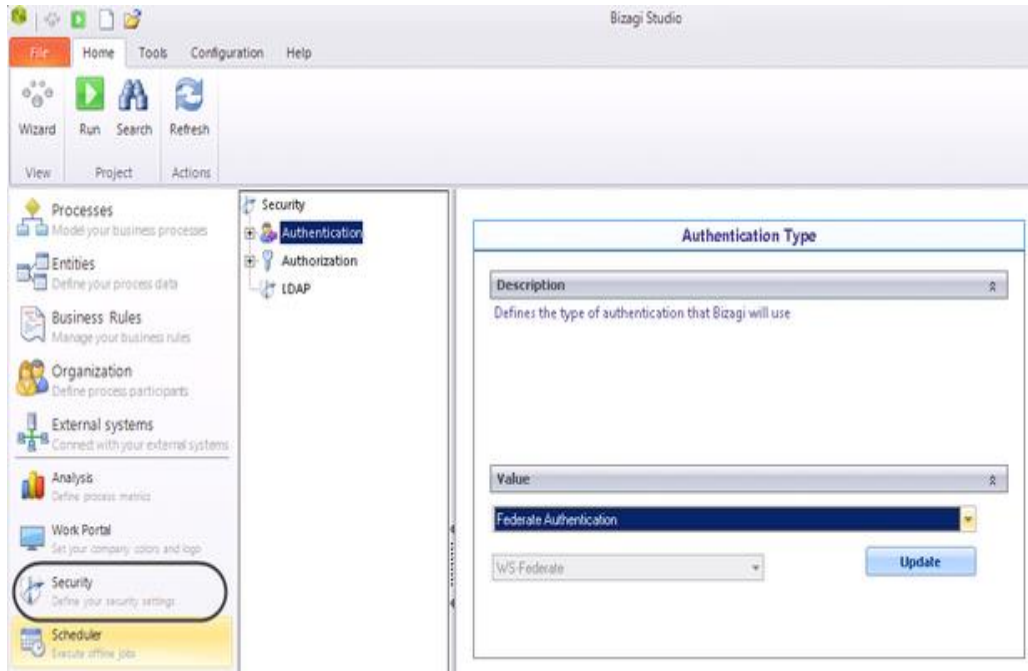 Bizagi Studio
File Home Tools Configuration Help
Wizard Run Search Refresh
View Project Actions
Processes
Model your business processes
Entities
Define your process data
Business Rules
Manage your business rules
Organization
Define process participants
External systems
Connect with your external systems
Analysis
Define process metrics
Work Portal
Set your company colors and logo
Security
Define your security settings
Scheduler
Execute offline jobs
Security
Authentication
Authorization
LDAP
Authentication Type
Description
Defines the type of authentication that Bizagi will use
Value
Federate Authentication
WS-Federate
Update